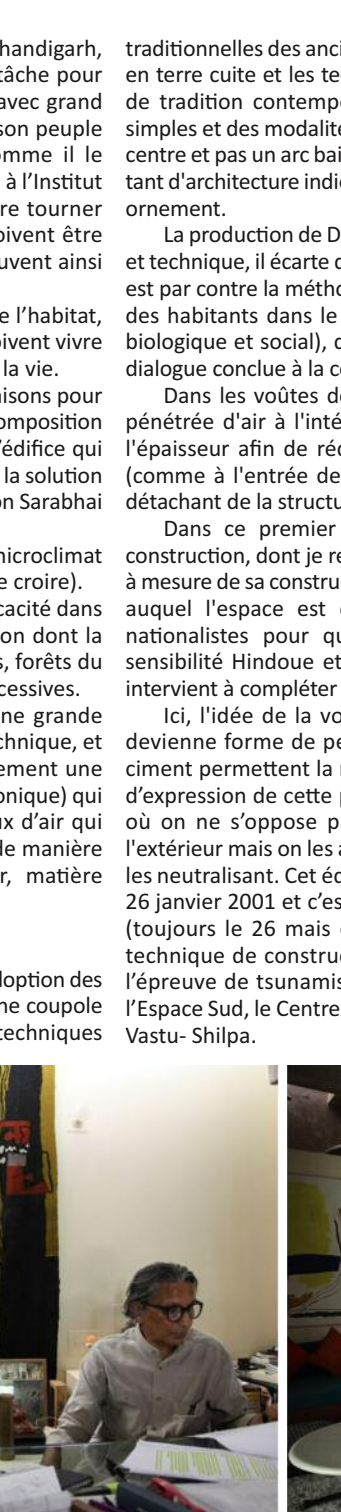 handigarh,
tâche pour
avec grand
son peuple
omme il le
à l’Institut
re tourner
oivent être
uvent ainsi
e l’habitat,
oivent vivre
la vie.
aisons pour
omposition
’édifice qui
la solution
on Sarabhai
microclimat
e croire).
cacité dans
on dont la
s, forêts du
cessives.
ne grande
chnique, et
ement une
onique) qui
ux d’air qui
de manière
r, matière
doption des
ne coupole
techniques
traditionnelles des anci
en terre cuite et les te
de tradition contempo
simples et des modalité
centre et pas un arc bai
tant d'architecture indie
ornement.
La production de D
et technique, il écarte d
est par contre la métho
des habitants dans le
biologique et social), d
dialogue conclue à la c
Dans les voûtes de
pénétrée d'air à l'inté
l'épaisseur afin de réd
(comme à l'entrée de
détachant de la structu
Dans ce premier
construction, dont je re
à mesure de sa constru
auquel l'espace est
nationalistes pour qu
sensibilité Hindoue et
intervient à compléter
Ici, l'idée de la vo
devienne forme de pe
ciment permettent la r
d’expression de cette p
où on ne s’oppose p
l'extérieur mais on les a
les neutralisant. Cet éd
26 janvier 2001 et c’es
(toujours le 26 mais
technique de construc
l’épreuve de tsunamis
l’Espace Sud, le Centre
Vastu- Shilpa.